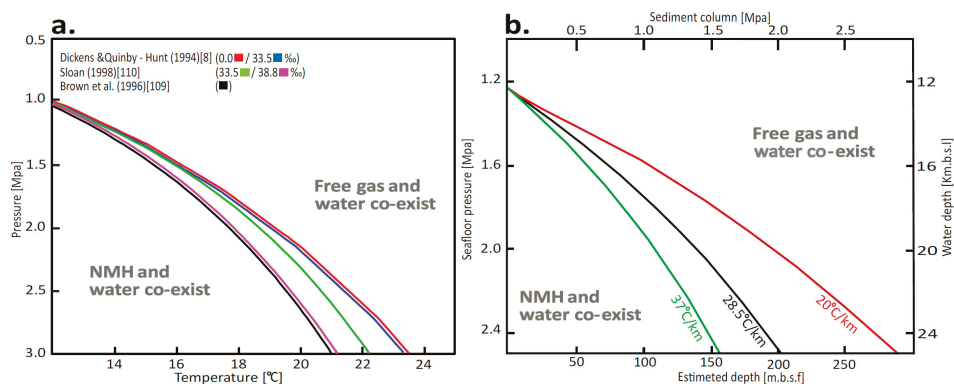 a.
0.5
1.0
1.5
2.0
2.5
3.0
Pressure [Mpa]
Dickens &Quinby - Hunt (1994)[8] (0.0 / 33.5 ‰)
Sloan (1998)[110] (33.5 / 38.8 ‰)
Brown et al. (1996)[109] ( )
Free gas and
water co-exist
NMH and
water co-exist
14 16 18 20 22
Temperature [℃]
b.
Sediment column [Mpa]
0.5 1.0 1.5 2.0 2.5
1.2
1.6
2.0
2.4
Seafloor pressure [Mpa]
Free gas and
water co-exist
NMH and
water co-exist
37°C/km
28.5°C/km
20°C/km
12
16
20
24
Water depth [Km.b.s.l]
50 100 150 200 250
Estimeted depth [m.b.s.f]